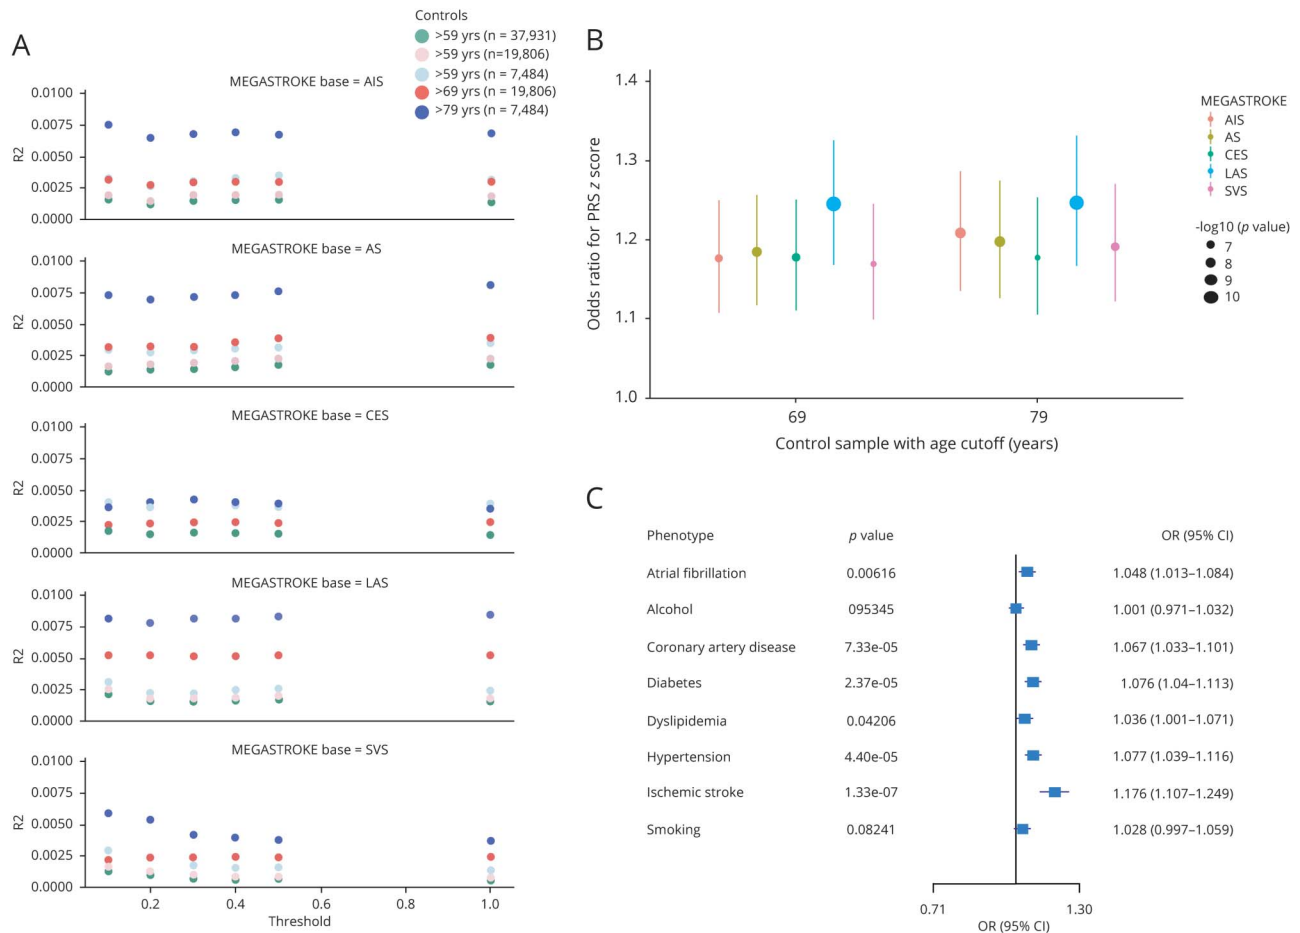 A
Controls
>59 yrs (n = 37,931)
>59 yrs (n=19,806)
>59 yrs (n = 7,484)
>69 yrs (n = 19,806)
>79 yrs (n = 7,484)
MEGASTROKE base = AIS
0.0100
0.0075
0.0050
0.0025
0.0000
R2
MEGASTROKE base = AS
0.0100
0.0075
0.0050
0.0025
0.0000
R2
MEGASTROKE base = CES
0.0100
0.0075
0.0050
0.0025
0.0000
R2
MEGASTROKE base = LAS
0.0100
0.0075
0.0050
0.0025
0.0000
R2
MEGASTROKE base = SVS
0.0100
0.0075
0.0050
0.0025
0.0000
R2
0.2 0.4 0.6 0.8 1.0
Threshold
B
1.4
1.3
1.2
1.1
1.0
Odds ratio for PRS z score
69 79
Control sample with age cutoff (years)
MEGASTROKE
AIS
AS
CES
LAS
SVS
-log10 (p value)
7
8
9
10
C
Phenotype p value OR (95% CI)
Atrial fibrillation 0.00616 1.048 (1.013–1.084)
Alcohol 095345 1.001 (0.971–1.032)
Coronary artery disease 7.33e-05 1.067 (1.033–1.101)
Diabetes 2.37e-05 1.076 (1.04–1.113)
Dyslipidemia 0.04206 1.036 (1.001–1.071)
Hypertension 4.40e-05 1.077 (1.039–1.116)
Ischemic stroke 1.33e-07 1.176 (1.107–1.249)
Smoking 0.08241 1.028 (0.997–1.059)
0.71 1.30
OR (95% CI)